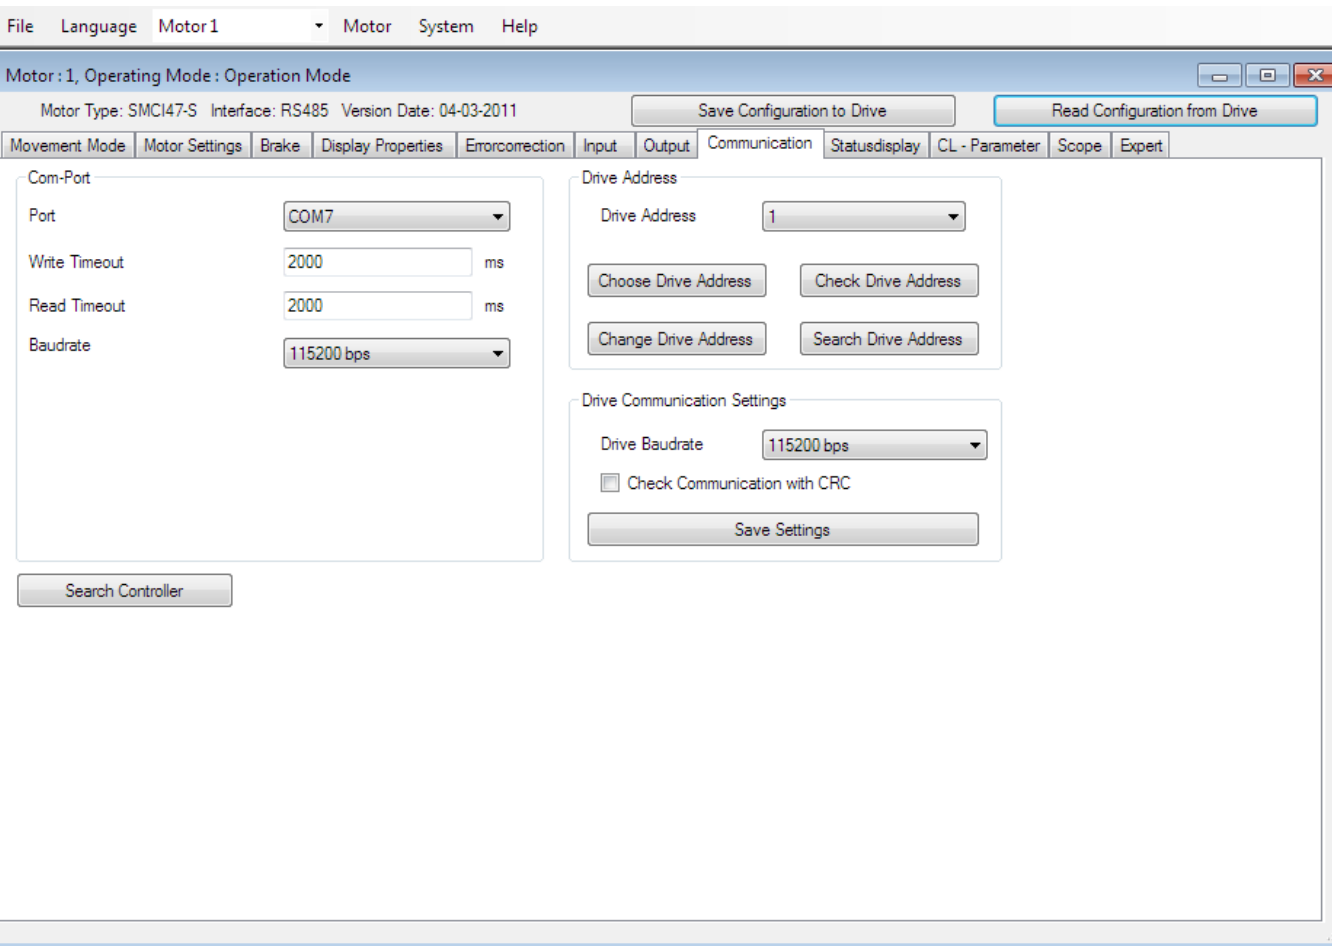 File Language Motor1 Motor System Help
Motor : 1, Operating Mode : Operation Mode
Motor Type: SMCI47-S Interface: RS485 Version Date: 04-03-2011 Save Configuration to Drive Read Configuration from Drive
Movement Mode Motor Settings Brake Display Properties Errorcorrection Input Output Communication Statusdisplay CL - Parameter Scope Expert
Com-Port
Port COM7
Write Timeout 2000 ms
Read Timeout 2000 ms
Baudrate 115200 bps
Search Controller
Drive Address
Drive Address 1
Choose Drive Address Check Drive Address
Change Drive Address Search Drive Address
Drive Communication Settings
Drive Baudrate 115200 bps
Check Communication with CRC
Save Settings